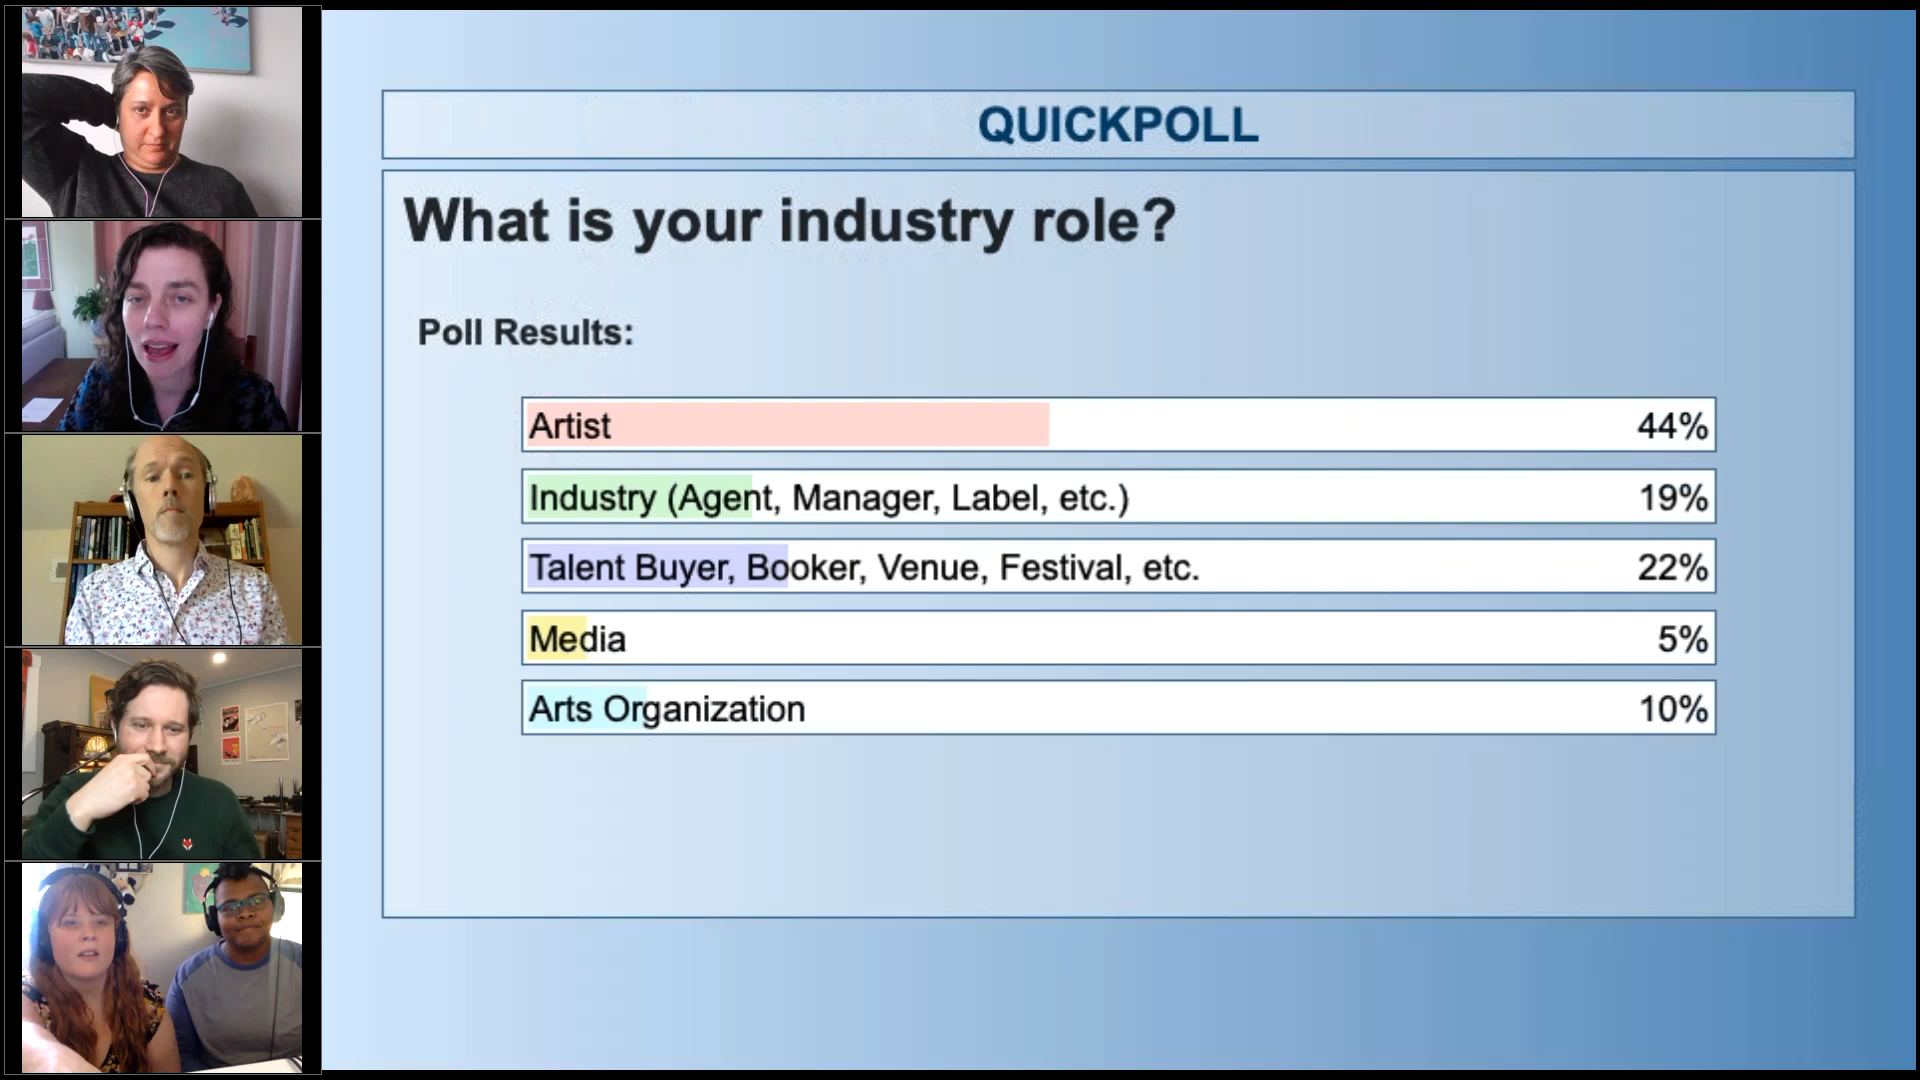 QUICKPOLL
What is your industry role?
Poll Results:
Artist 44%
Industry (Agent, Manager, Label, etc.) 19%
Talent Buyer, Booker, Venue, Festival, etc. 22%
Media 5%
Arts Organization 10%